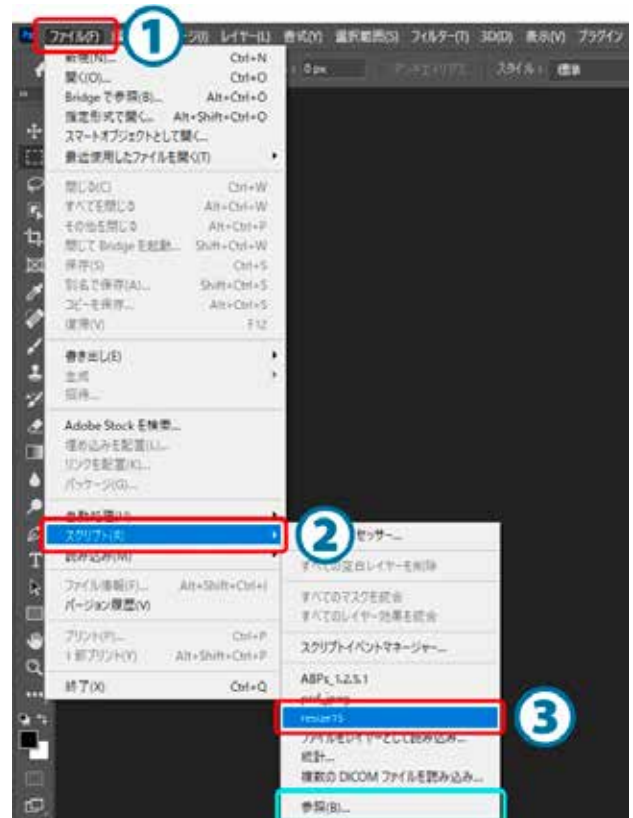 Ps
ファイル(F)
1
レイヤー(L) 書式(Y) 選択範囲(S) フィルター(T) 3D(D) 表示(V) プラグイン
0 px
スタイル: 標準
新規(N)... Ctrl+N
開く(O)... Ctrl+O
Bridge で参照(B)... Alt+Ctrl+O
指定形式で開く... Alt+Shift+Ctrl+O
スマートオブジェクトとして開く...
最近使用したファイルを開く(T)
閉じる(C) Ctrl+W
すべてを閉じる Alt+Ctrl+W
その他を閉じる Alt+Ctrl+P
閉じて Bridge を起動... Shift+Ctrl+W
保存(S) Ctrl+S
別名で保存(A)... Shift+Ctrl+S
コピーを保存... Alt+Ctrl+S
復帰(V) F12
書き出し(E)
生成
招待...
Adobe Stock を検索...
埋め込みを配置(L)...
リンクを配置(K)...
パッケージ(G)...
自動処理(U)
スクリプト(R)
2
セッサー...
読み込み(M)
すべての空白レイヤーを削除
ファイル情報(F)... Alt+Shift+Ctrl+I
すべてのマスクを統合
バージョン履歴(V)
すべてのレイヤー効果を統合
プリント(P)... Ctrl+P
1 部プリント(Y) Alt+Shift+Ctrl+P
スクリプトイベントマネージャー...
終了(X) Ctrl+Q
ABPs_1.2.5.1
resize15
3
ファイルをレイヤーとして読み込み...
統計...
複数の DICOM ファイルを読み込み...
参照(B)...